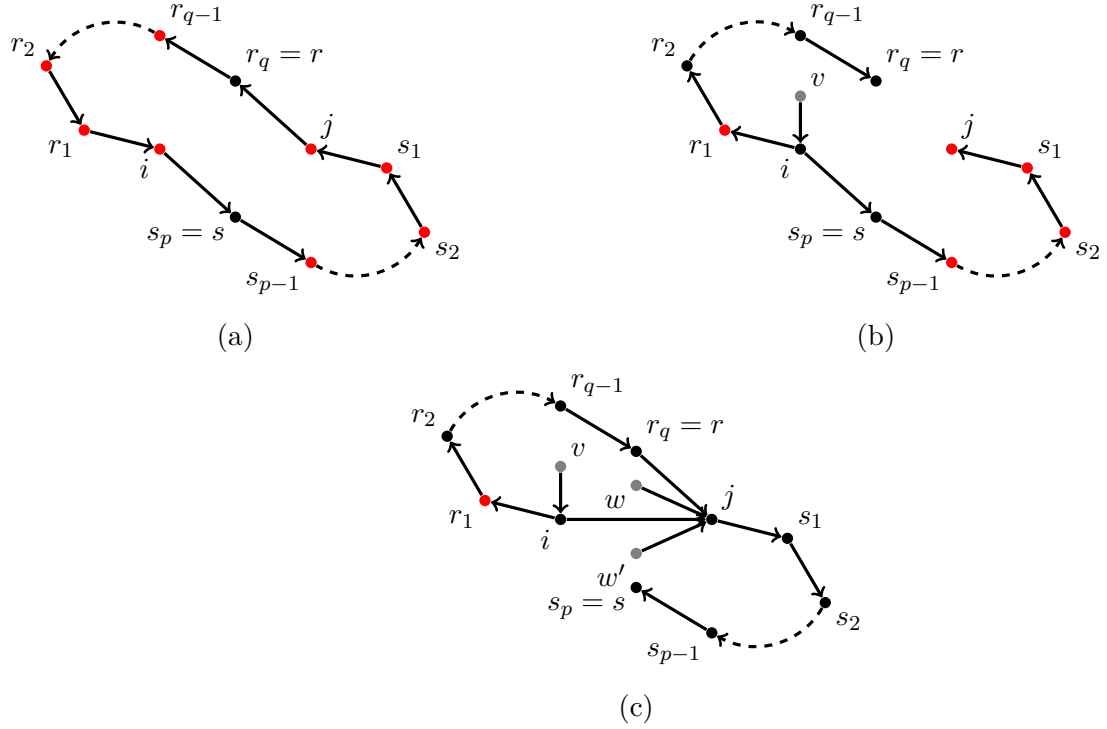 $r_{q-1}$
$r_2$
$r_q = r$
$j$
$r_1$
$s_1$
$i$
$s_p = s$
$s_2$
$s_{p-1}$
(a)
$r_{q-1}$
$r_2$
$r_q = r$
$v$
$j$
$r_1$
$s_1$
$i$
$s_p = s$
$s_2$
$s_{p-1}$
(b)
$r_{q-1}$
$r_2$
$r_q = r$
$v$
$w$
$j$
$r_1$
$s_1$
$i$
$w'$
$s_p = s$
$s_2$
$s_{p-1}$
(c)